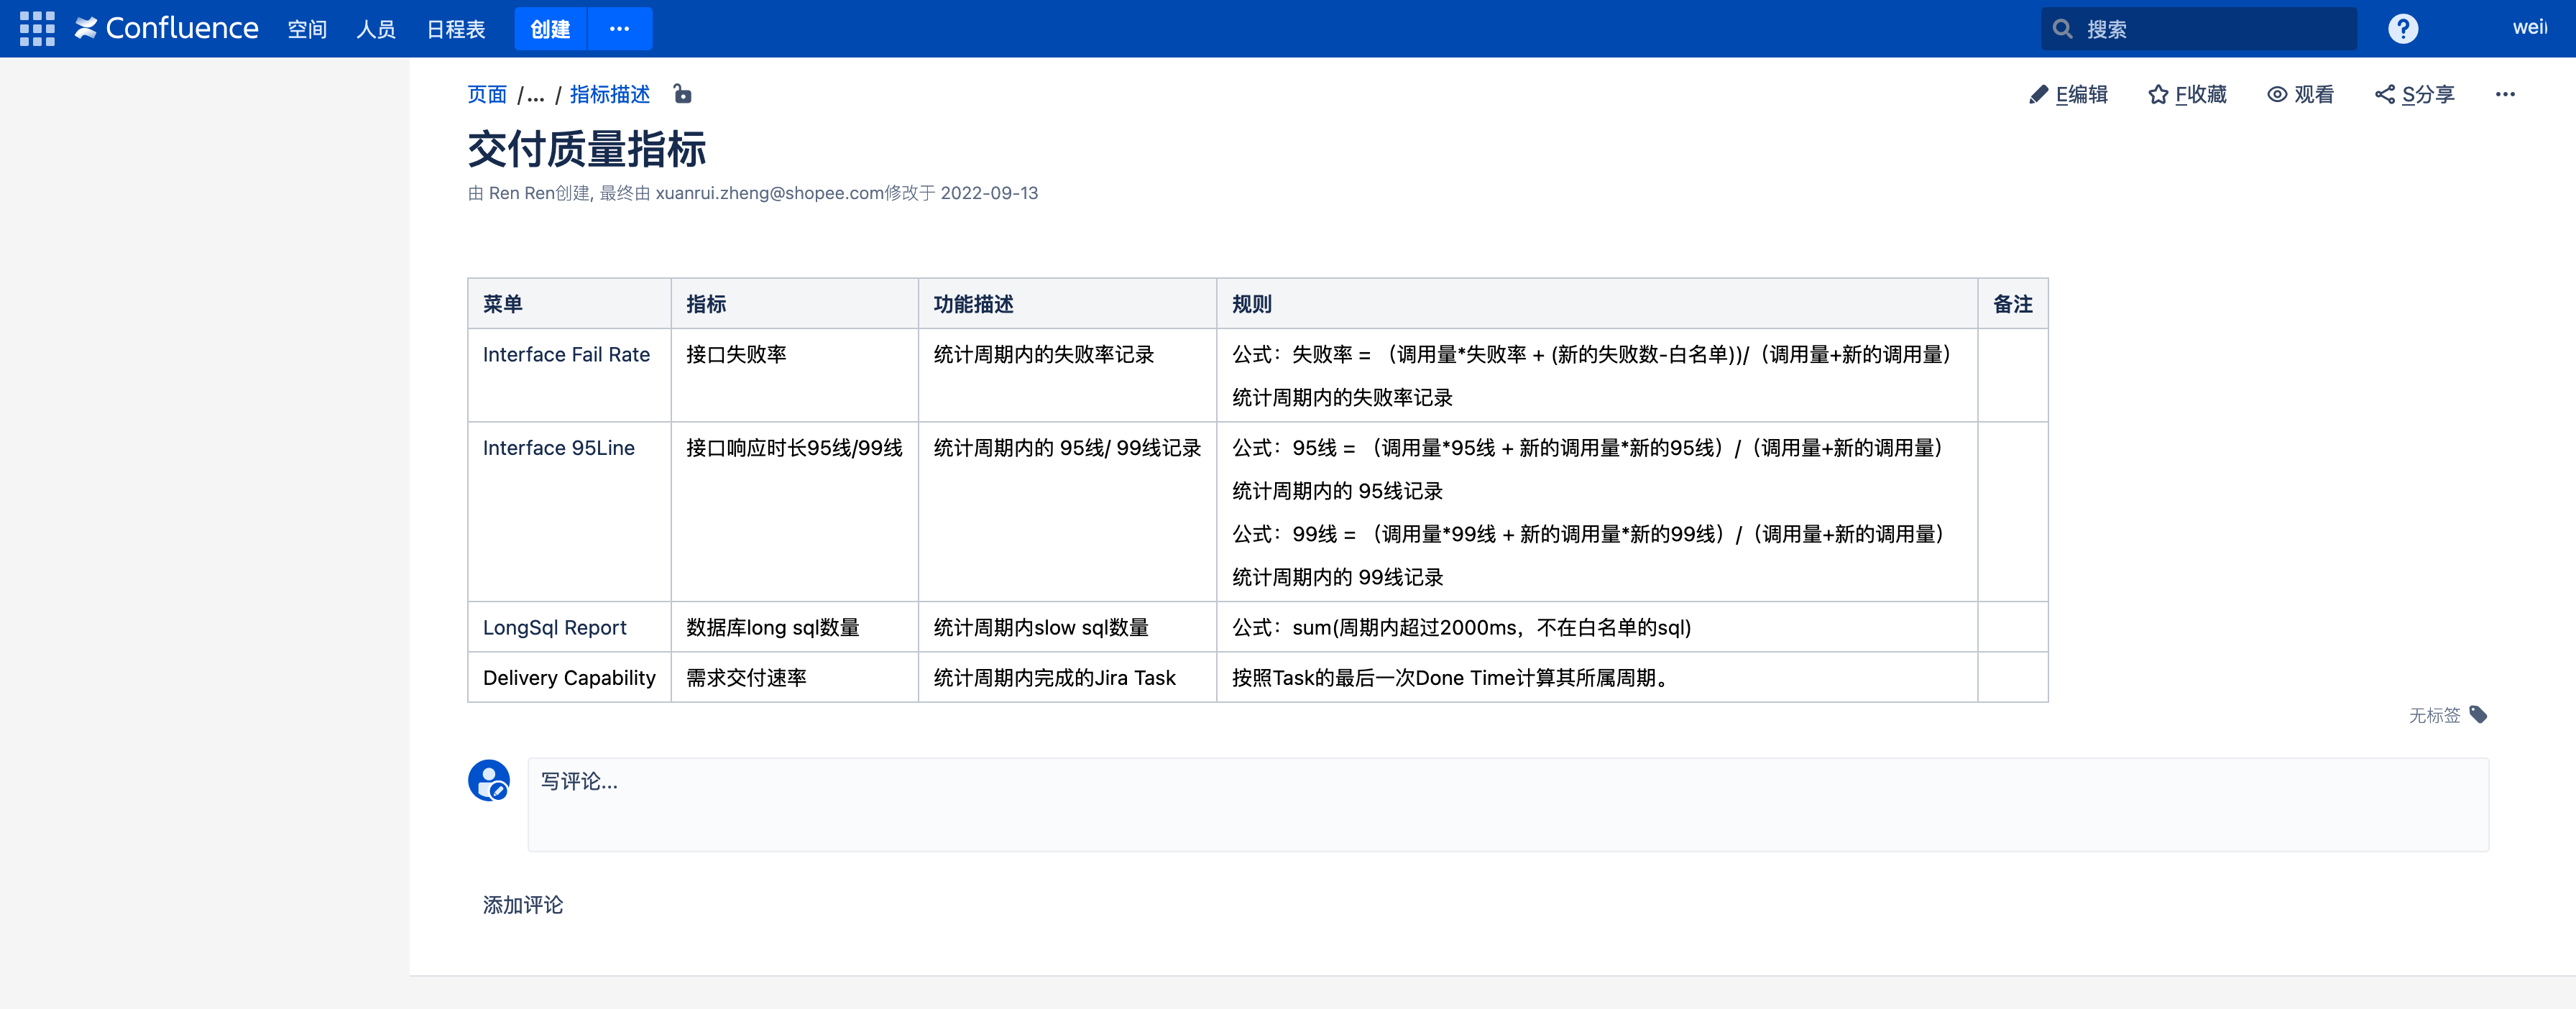 Confluence 空间 人员 日程表 创建 ··· 搜索 ? weil
页面 /... / 指标描述 E编辑 F收藏 观看 S分享 ···
交付质量指标
由 Ren Ren创建, 最终由 xuanrui.zheng@shopee.com修改于 2022-09-13
菜单 指标 功能描述 规则 备注
Interface Fail Rate 接口失败率 统计周期内的失败率记录 公式：失败率 = （调用量*失败率 + (新的失败数-白名单))/（调用量+新的调用量）
统计周期内的失败率记录
Interface 95Line 接口响应时长95线/99线 统计周期内的 95线/ 99线记录 公式：95线 = （调用量*95线 + 新的调用量*新的95线）/（调用量+新的调用量）
统计周期内的 95线记录
公式：99线 = （调用量*99线 + 新的调用量*新的99线）/（调用量+新的调用量）
统计周期内的 99线记录
LongSql Report 数据库long sql数量 统计周期内slow sql数量 公式：sum(周期内超过2000ms，不在白名单的sql)
Delivery Capability 需求交付速率 统计周期内完成的Jira Task 按照Task的最后一次Done Time计算其所属周期。
无标签
写评论...
添加评论